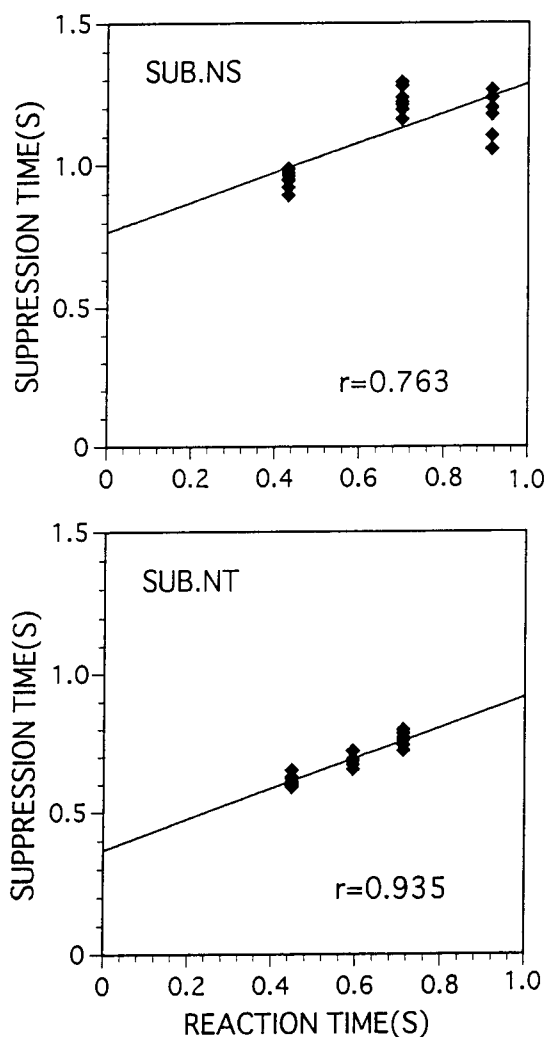 1.5
SUB.NS
1.0
SUPPRESSION TIME(S)
0.5
r=0.763
0
0 0.2 0.4 0.6 0.8 1.0
1.5
SUB.NT
1.0
SUPPRESSION TIME(S)
0.5
r=0.935
0
0 0.2 0.4 0.6 0.8 1.0
REACTION TIME(S)